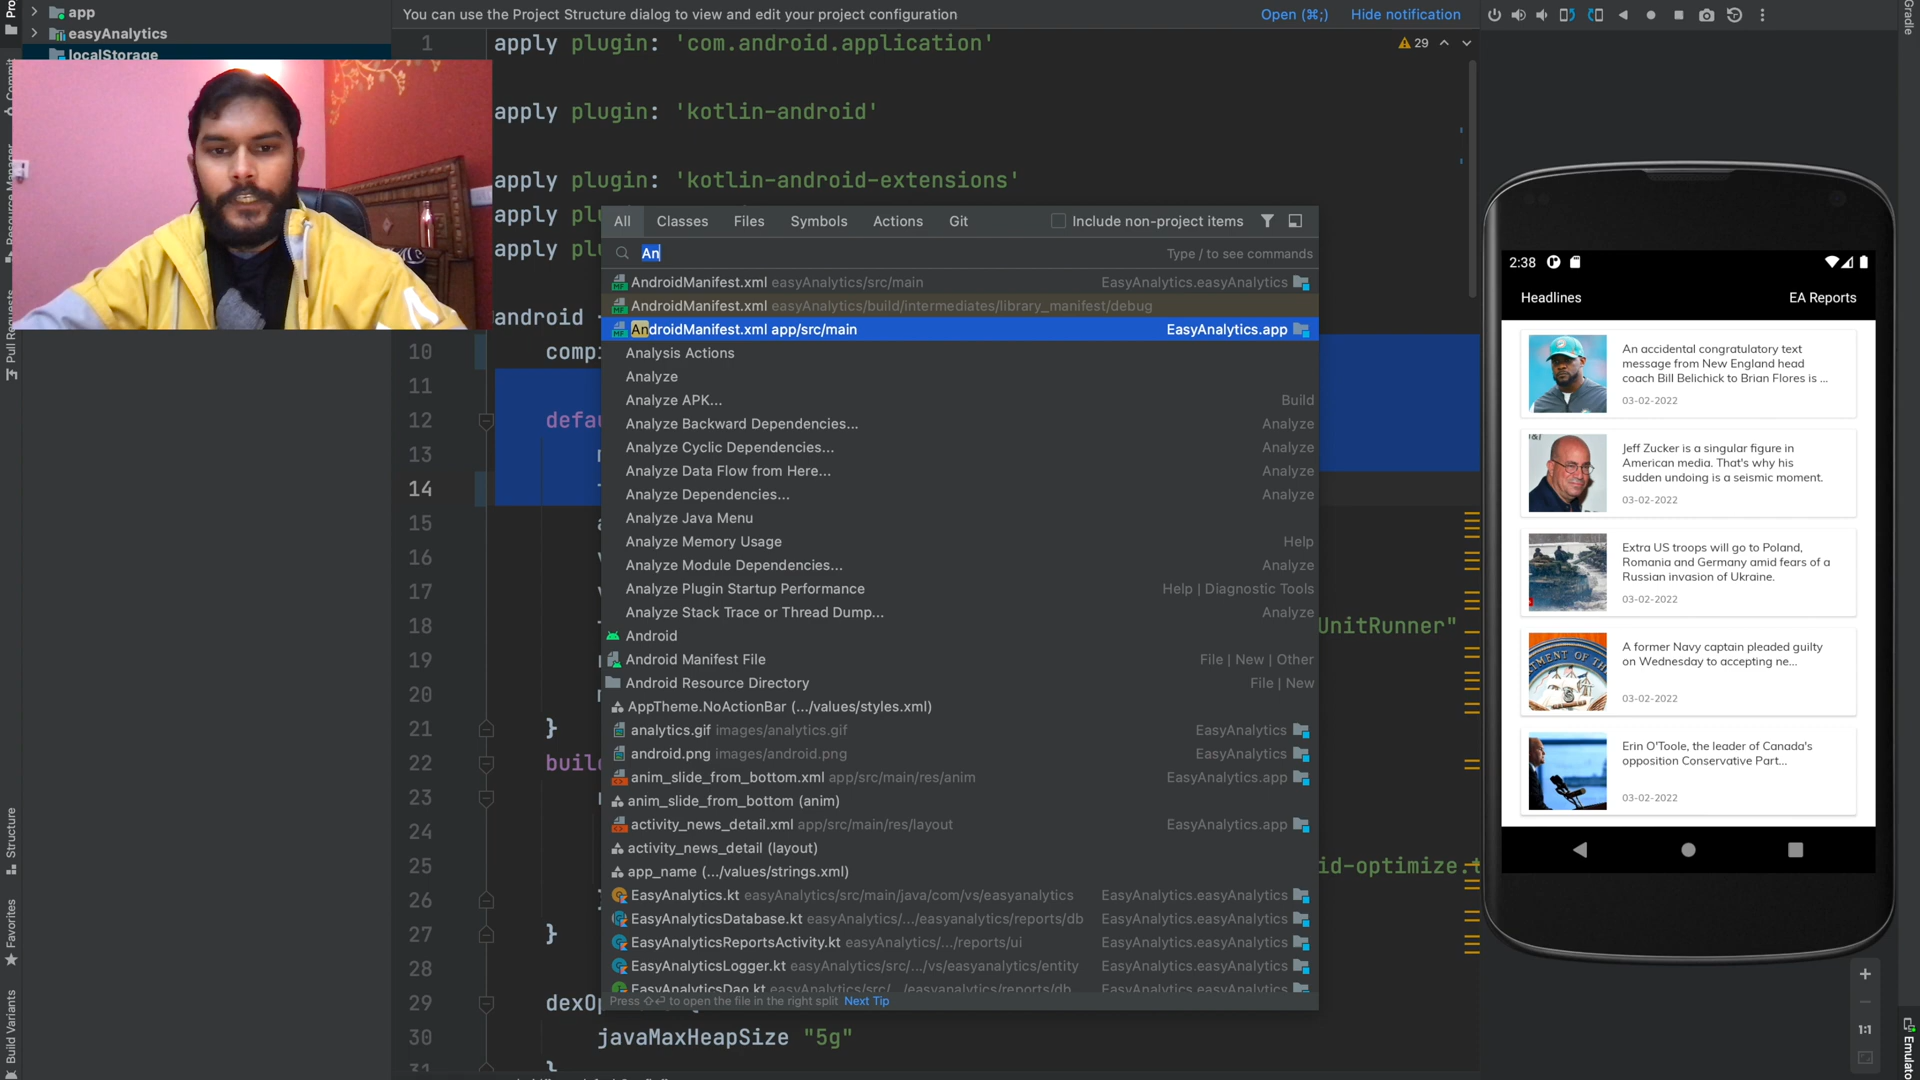 app
easyAnalytics
localStorage
You can use the Project Structure dialog to view and edit your project configuration
Open (⌘;)
Hide notification
1
apply plugin: 'com.android.application'
29
apply plugin: 'kotlin-android'
apply plugin: 'kotlin-android-extensions'
apply
apply
android
10
11
12
13
14
15
16
17
18
19
20
21
}
22
23
24
25
26
27
}
28
29
30
javaMaxHeapSize "5g"
}
UnitRunner"
All
Classes
Files
Symbols
Actions
Git
Include non-project items
An
Type / to see commands
AndroidManifest.xml easyAnalytics/src/main
EasyAnalytics.easyAnalytics
AndroidManifest.xml easyAnalytics/build/intermediates/library_manifest/debug
AndroidManifest.xml app/src/main
EasyAnalytics.app
Analysis Actions
Analyze
Analyze APK...
Build
Analyze Backward Dependencies...
Analyze
Analyze Cyclic Dependencies...
Analyze
Analyze Data Flow from Here...
Analyze
Analyze Dependencies...
Analyze
Analyze Java Menu
Analyze Memory Usage
Help
Analyze Module Dependencies...
Analyze
Analyze Plugin Startup Performance
Help | Diagnostic Tools
Analyze Stack Trace or Thread Dump...
Analyze
Android
Android Manifest File
File | New | Other
Android Resource Directory
File | New
AppTheme.NoActionBar (.../values/styles.xml)
analytics.gif images/analytics.gif
EasyAnalytics
android.png images/android.png
EasyAnalytics
anim_slide_from_bottom.xml app/src/main/res/anim
EasyAnalytics.app
anim_slide_from_bottom (anim)
activity_news_detail.xml app/src/main/res/layout
EasyAnalytics.app
activity_news_detail (layout)
app_name (.../values/strings.xml)
EasyAnalytics.kt easyAnalytics/src/main/java/com/vs/easyanalytics
EasyAnalytics.easyAnalytics
EasyAnalyticsDatabase.kt easyAnalytics/.../easyanalytics/reports/db
EasyAnalytics.easyAnalytics
EasyAnalyticsReportsActivity.kt easyAnalytics/.../reports/ui
EasyAnalytics.easyAnalytics
EasyAnalyticsLogger.kt easyAnalytics/src/.../vs/easyanalytics/entity
EasyAnalytics.easyAnalytics
EasyAnalyticsDao.kt easyAnalytics/src/.../easyanalytics/reports/db
EasyAnalytics.easyAnalytics
Press ⇧⏎ to open the file in the right split
Next Tip
2:38
Headlines
EA Reports
An accidental congratulatory text
message from New England head
coach Bill Belichick to Brian Flores is ...
03-02-2022
Jeff Zucker is a singular figure in
American media. That's why his
sudden undoing is a seismic moment.
03-02-2022
Extra US troops will go to Poland,
Romania and Germany amid fears of a
Russian invasion of Ukraine.
03-02-2022
A former Navy captain pleaded guilty
on Wednesday to accepting ne...
03-02-2022
Erin O'Toole, the leader of Canada's
opposition Conservative Part...
03-02-2022
1:1
Gradle
Commit
Resource Manager
Pull Requests
Structure
Favorites
Build Variants